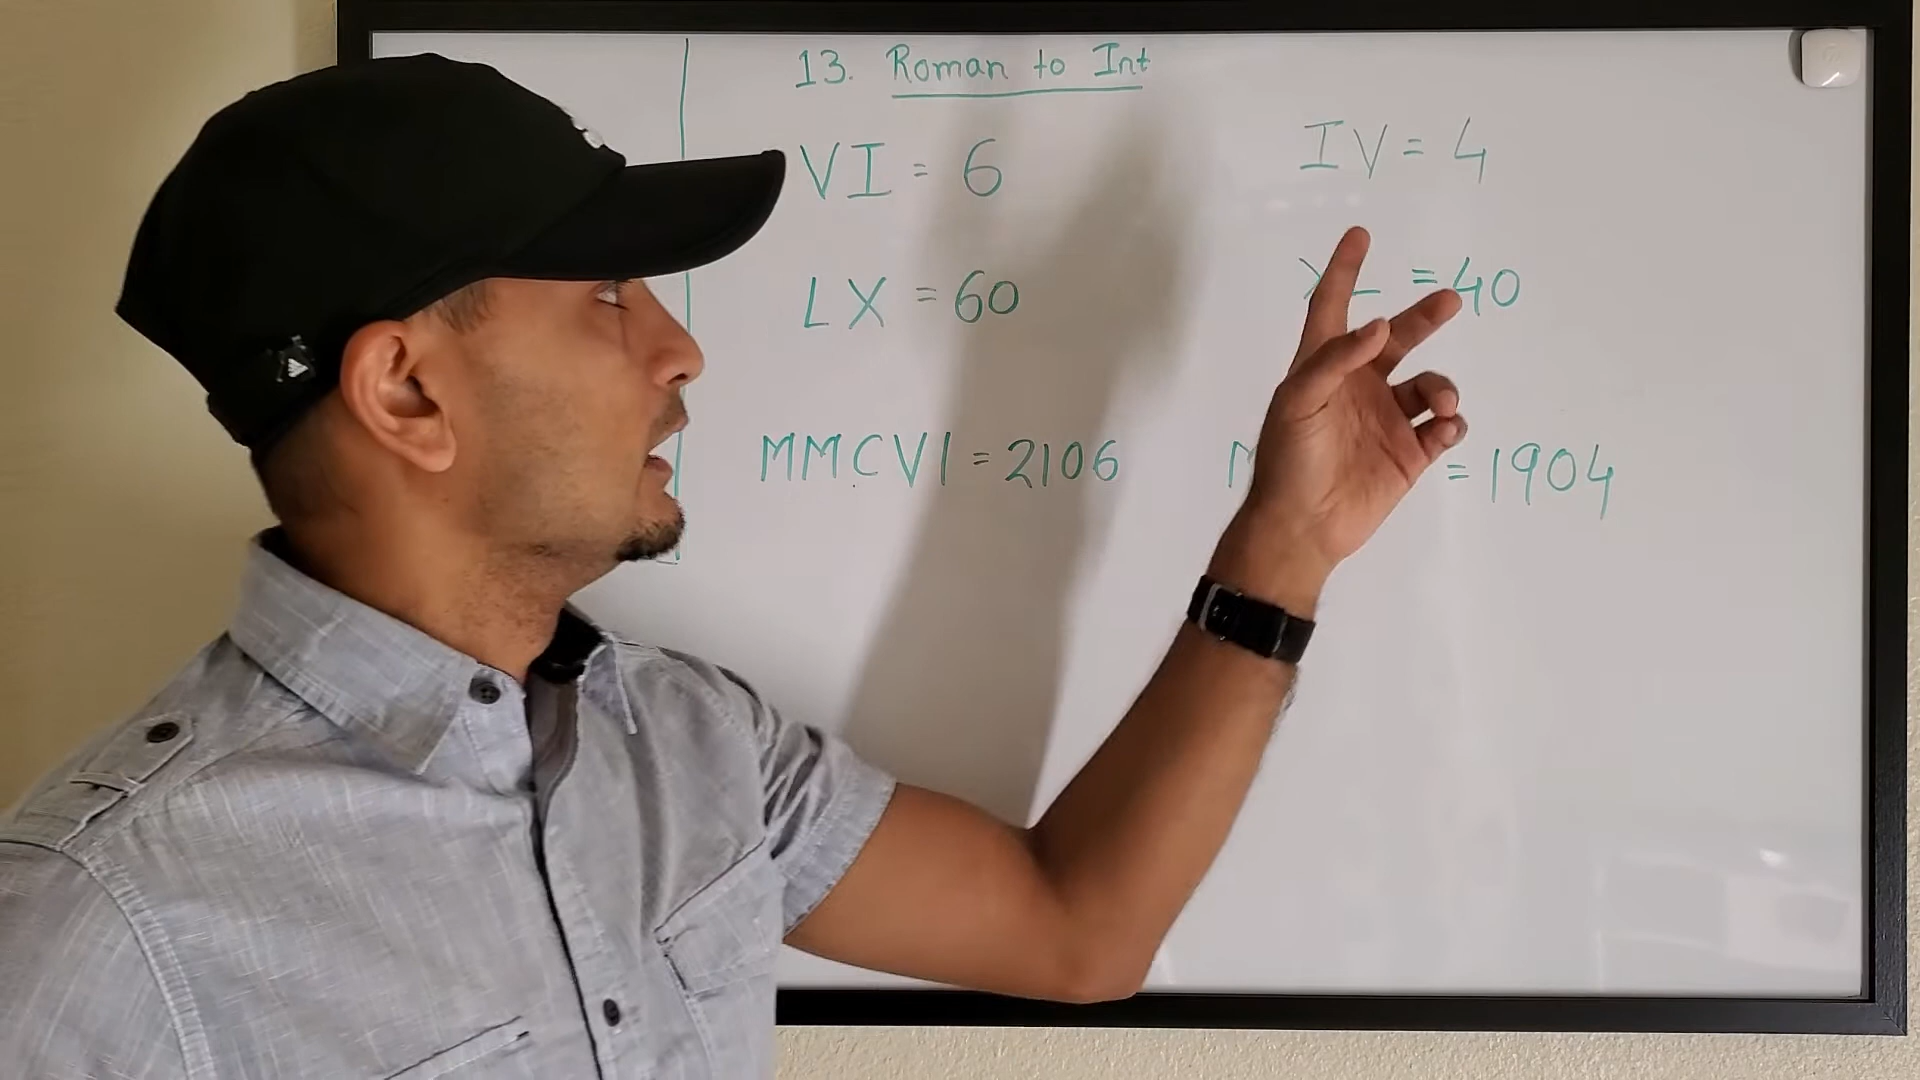 13. Roman to Int
VI = 6
IV = 4
LX = 60
= 40
MMCVI = 2106
= 1904